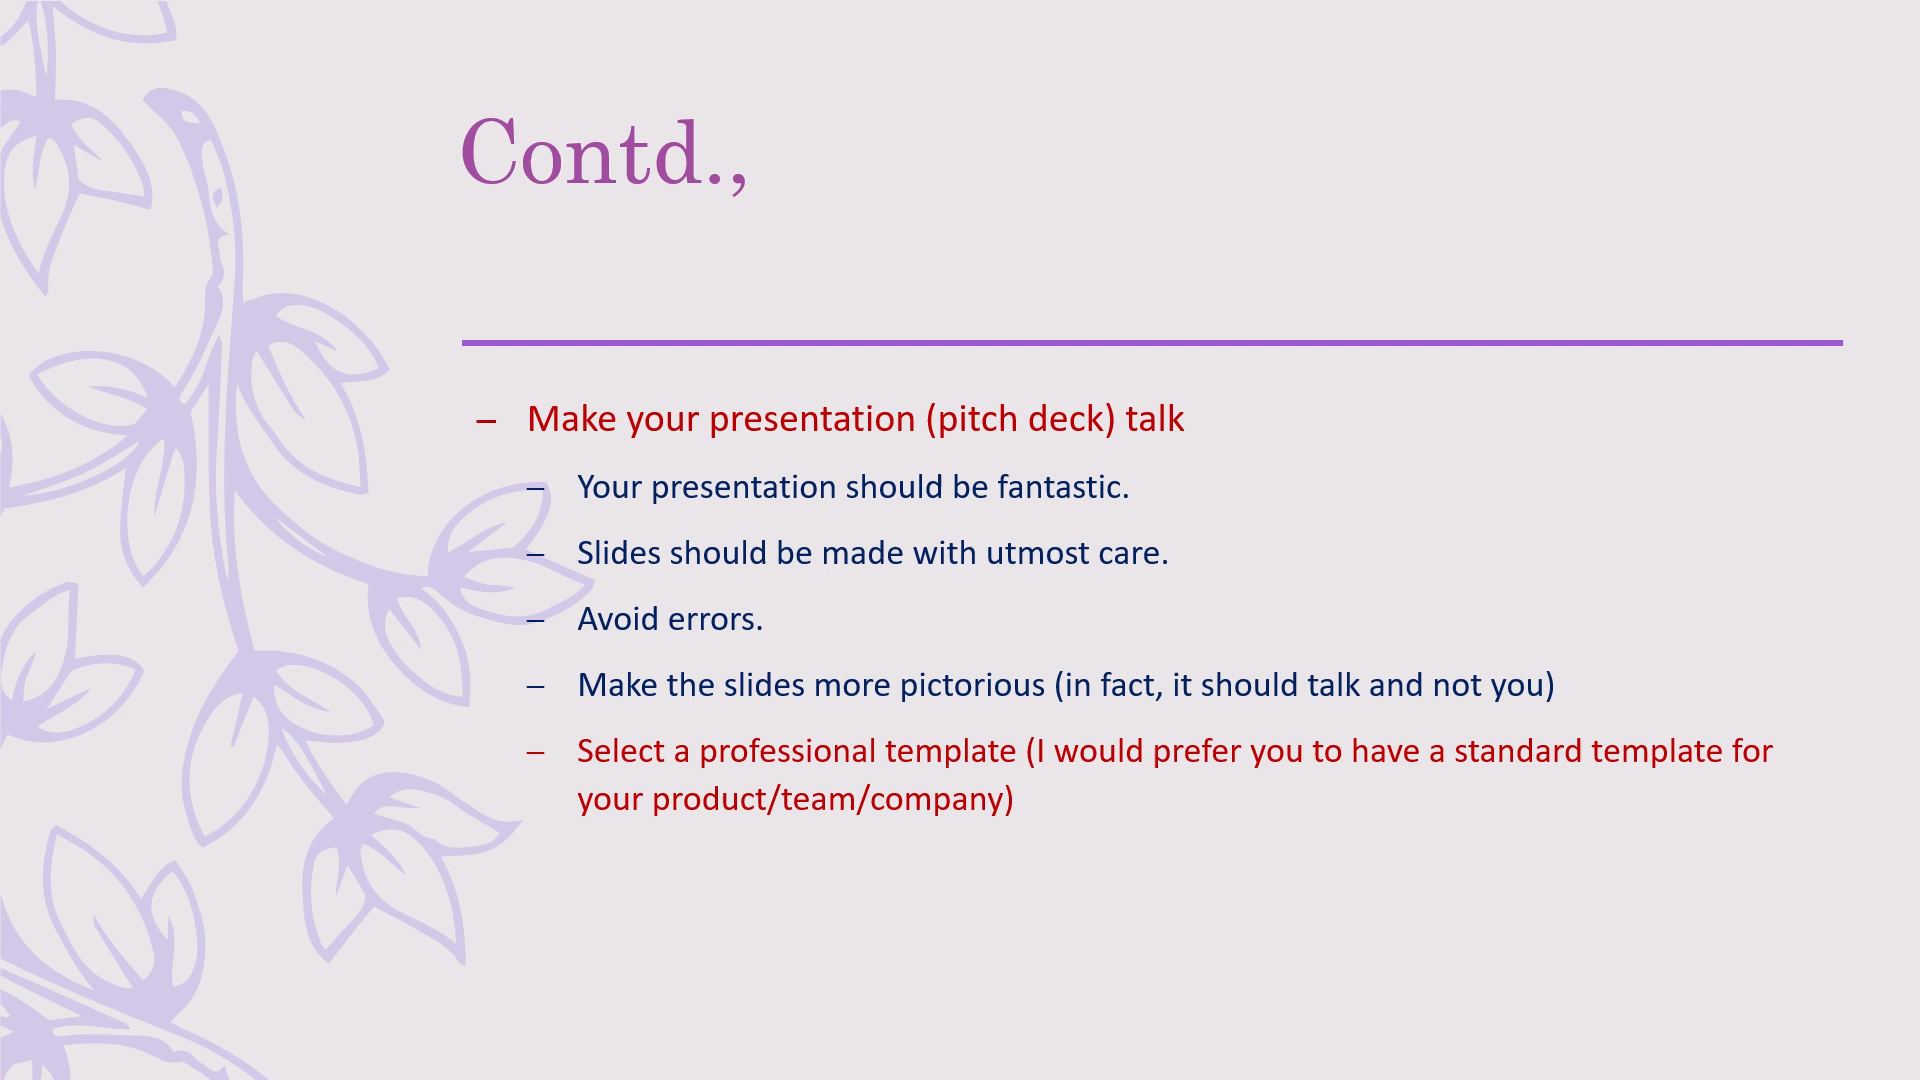 Contd.,
– Make your presentation (pitch deck) talk
– Your presentation should be fantastic.
– Slides should be made with utmost care.
– Avoid errors.
– Make the slides more pictorious (in fact, it should talk and not you)
– Select a professional template (I would prefer you to have a standard template for
your product/team/company)